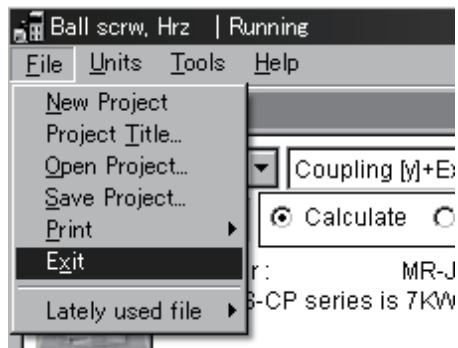 Ball scrw, Hrz | Running
File Units Tools Help
New Project
Project Title...
Open Project...
Save Project...
Print
Exit
Lately used file
Coupling [y]+E
Calculate
r : MR-J
-CP series is 7KW